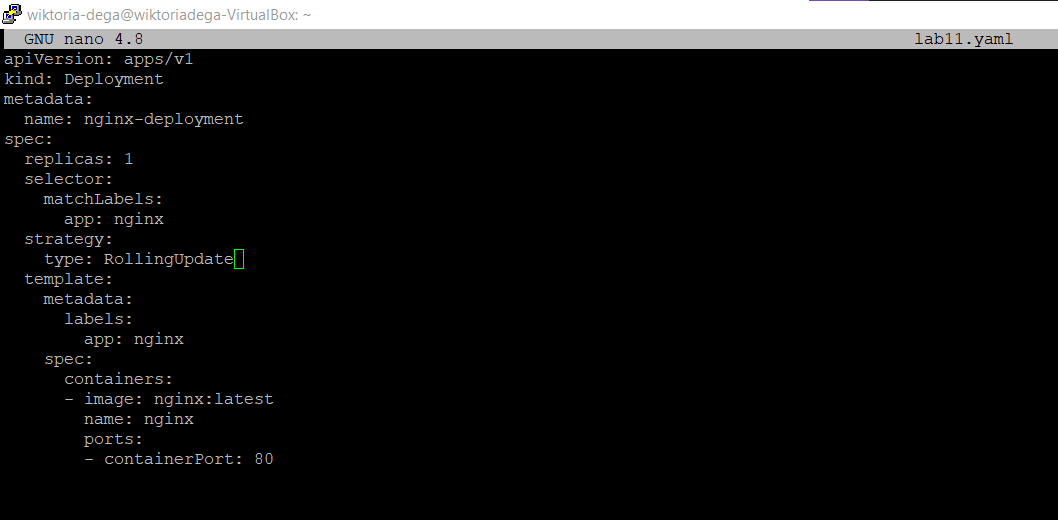 wiktoria-dega@wiktoriadega-VirtualBox: ~
GNU nano 4.8 lab11.yaml
apiVersion: apps/v1
kind: Deployment
metadata:
  name: nginx-deployment
spec:
  replicas: 1
  selector:
    matchLabels:
      app: nginx
  strategy:
    type: RollingUpdate
  template:
    metadata:
      labels:
        app: nginx
    spec:
      containers:
      - image: nginx:latest
        name: nginx
        ports:
        - containerPort: 80